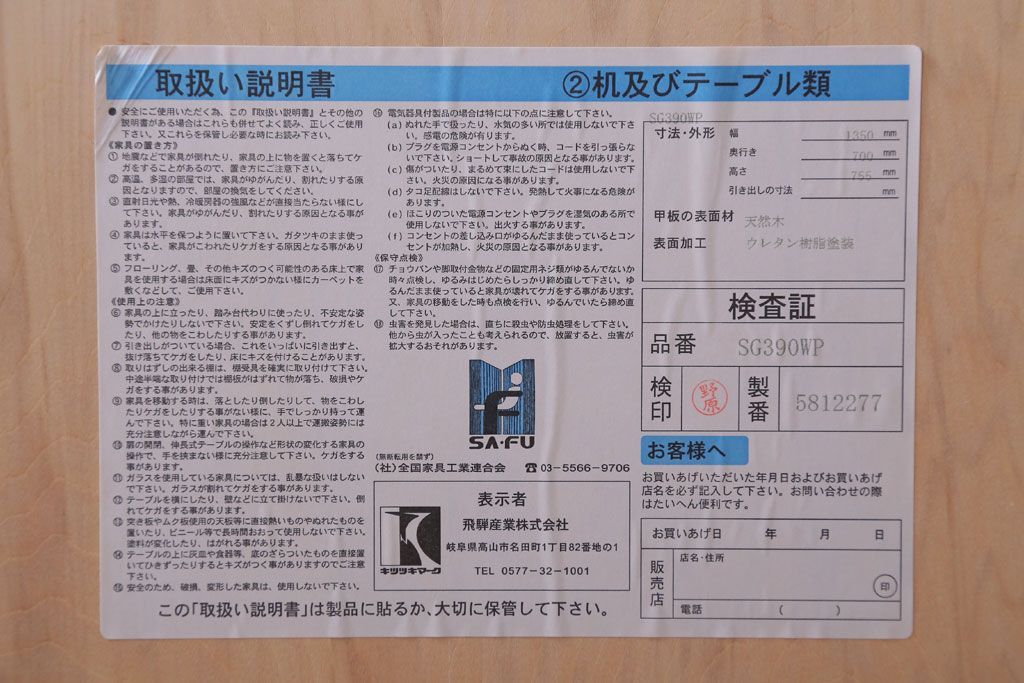 取扱い説明書
②机及びテーブル類
● 安全にご使用いただく為、この『取扱い説明書』とその他の
説明書がある場合はこれらも併せてよく読み、正しくご使用
下さい。又これらを保管し必要な時にお読み下さい。
《家具の置き方》
① 地震などで家具が倒れたり、家具の上に物を置くと落ちてケ
ガをすることがあるので、置き方にご注意下さい。
② 高温、多湿の部屋では、家具がゆがんだり、割れたりする原
因となりますので、部屋の換気をしてください。
③ 直射日光や熱、冷暖房器の強風などが直接当たらない様にし
て下さい。家具がゆがんだり、割れたりする原因となる事が
あります。
④ 家具は水平を保つように置いて下さい。ガタツキのまま使っ
ていると、家具がこわれたりケガをする原因となる事があり
ます。
⑤ フローリング、畳、その他キズのつく可能性のある床上で家
具を使用する場合は床面にキズがつかない様にカーペットを
敷くなどして、ご使用下さい。
《使用上の注意》
⑥ 家具の上に立ったり、踏み台代わりに使ったり、不安定な姿
勢でかけたりしないで下さい。安定をくずし倒れてケガをし
たり、他の物をこわしたりする事があります。
⑦ 引き出しがついている場合、これをいっぱいに引き出すと、
抜け落ちてケガをしたり、床にキズを付けることがあります。
⑧ 取りはずしの出来る棚は、棚受具を確実に取り付けて下さい。
中途半端な取り付けでは棚板がはずれて物が落ち、破損やケ
ガをする事があります。
⑨ 家具を移動する時は、落としたり倒したりして、物をこわし
たりケガをしたりする事がない様に、手でしっかり持って運
んで下さい。特に重い家具の場合は2人以上で運搬姿勢には
充分注意しながら運んで下さい。
⑩ 扉の開閉、伸長式テーブルの操作など形状の変化する家具の
操作で、手を挟まない様に充分注意して下さい。ケガをする
事があります。
⑪ ガラスを使用している家具については、乱暴な扱いはしない
で下さい。ガラスが割れてケガをする事があります。
⑫ テーブルを横にしたり、壁などに立て掛けないで下さい。倒
れてケガをする事があります。
⑬ 突き板やムク板使用の天板等に直接熱いものやぬれたものを
置いたり、ビニール等で長時間おおって使用しないで下さい。
塗料が変化したり、はがれる事があります。
⑭ テーブルの上に灰皿や食器等、底のざらついたものを直接置
いてひきずったりするとキズがつく事がありますのでご注意
下さい。
⑮ 安全のため、破損、変形した家具は、使用しないで下さい。
⑯ 電気器具付製品の場合は特に以下の点に注意して下さい。
(a) ぬれた手で扱ったり、水気の多い所では使用しないで下さ
い。感電の危険が有ります。
(b) プラグを電源コンセントからぬく時、コードを引っ張らな
いで下さい。ショートして事故の原因となる事があります。
(c) 傷がついたり、まるめて束にしたコードは使用しないで下
さい。火災の原因になる事があります。
(d) タコ足配線はしないで下さい。発熱して火事になる危険が
あります。
(e) ほこりのついた電源コンセントやプラグを湿気のある所で
使用しないで下さい。出火する事があります。
(f) コンセントの差し込み口がゆるんだまま使っているとコン
セントが加熱し、火災の原因となる事があります。
《保守点検》
⑰ チョウバンや脚取付金物などの固定用ネジ類がゆるんでないか
時々点検し、ゆるみはじめたらしっかり締め直して下さい。ゆ
るんだまま使っていると家具が壊れてケガをする事があります。
又、家具の移動をした時も点検を行い、ゆるんでいたら締め直
して下さい。
⑱ 虫害を発見した場合は、直ちに殺虫や防虫処理をして下さい。
他から虫が入ったことも考えられるので、放置すると、虫害が
拡大するおそれがあります。
f
SA・FU
(無断転用を禁ず)
(社)全国家具工業連合会 ☎03-5566-9706
表示者
キツツキマーク
飛騨産業株式会社
岐阜県高山市名田町1丁目82番地の1
TEL 0577-32-1001
この「取扱い説明書」は製品に貼るか、大切に保管して下さい。
SG390WP
寸法・外形 幅 1350 mm
奥行き 700 mm
高さ 755 mm
引き出しの寸法 mm
甲板の表面材 天然木
表面加工 ウレタン樹脂塗装
検査証
品番 SG390WP
検印 野原 製番 5812277
お客様へ
お買いあげいただいた年月日およびお買いあげ
店名を必ず記入して下さい。お問い合わせの際
はたいへん便利です。
お買いあげ日 年 月 日
販売店 店名・住所
印
電話 ( )